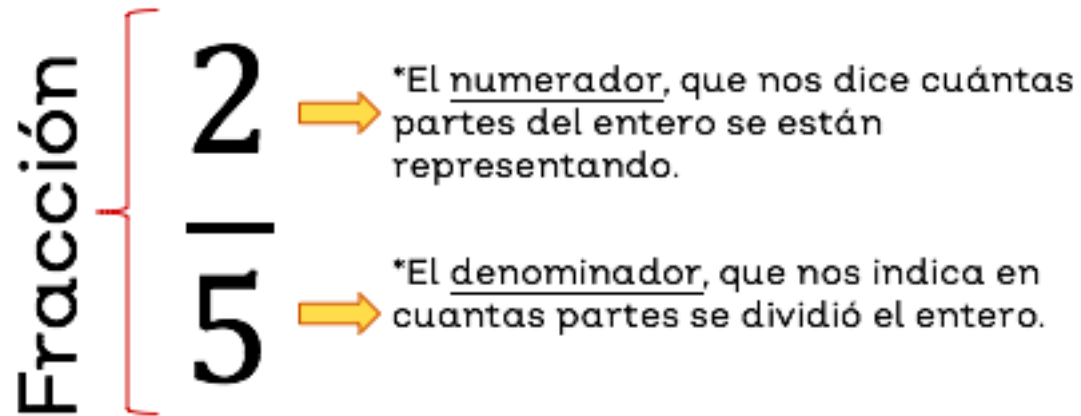 Fracción
2
*El numerador, que nos dice cuántas
partes del entero se están
representando.
5
*El denominador, que nos indica en
cuantas partes se dividió el entero.